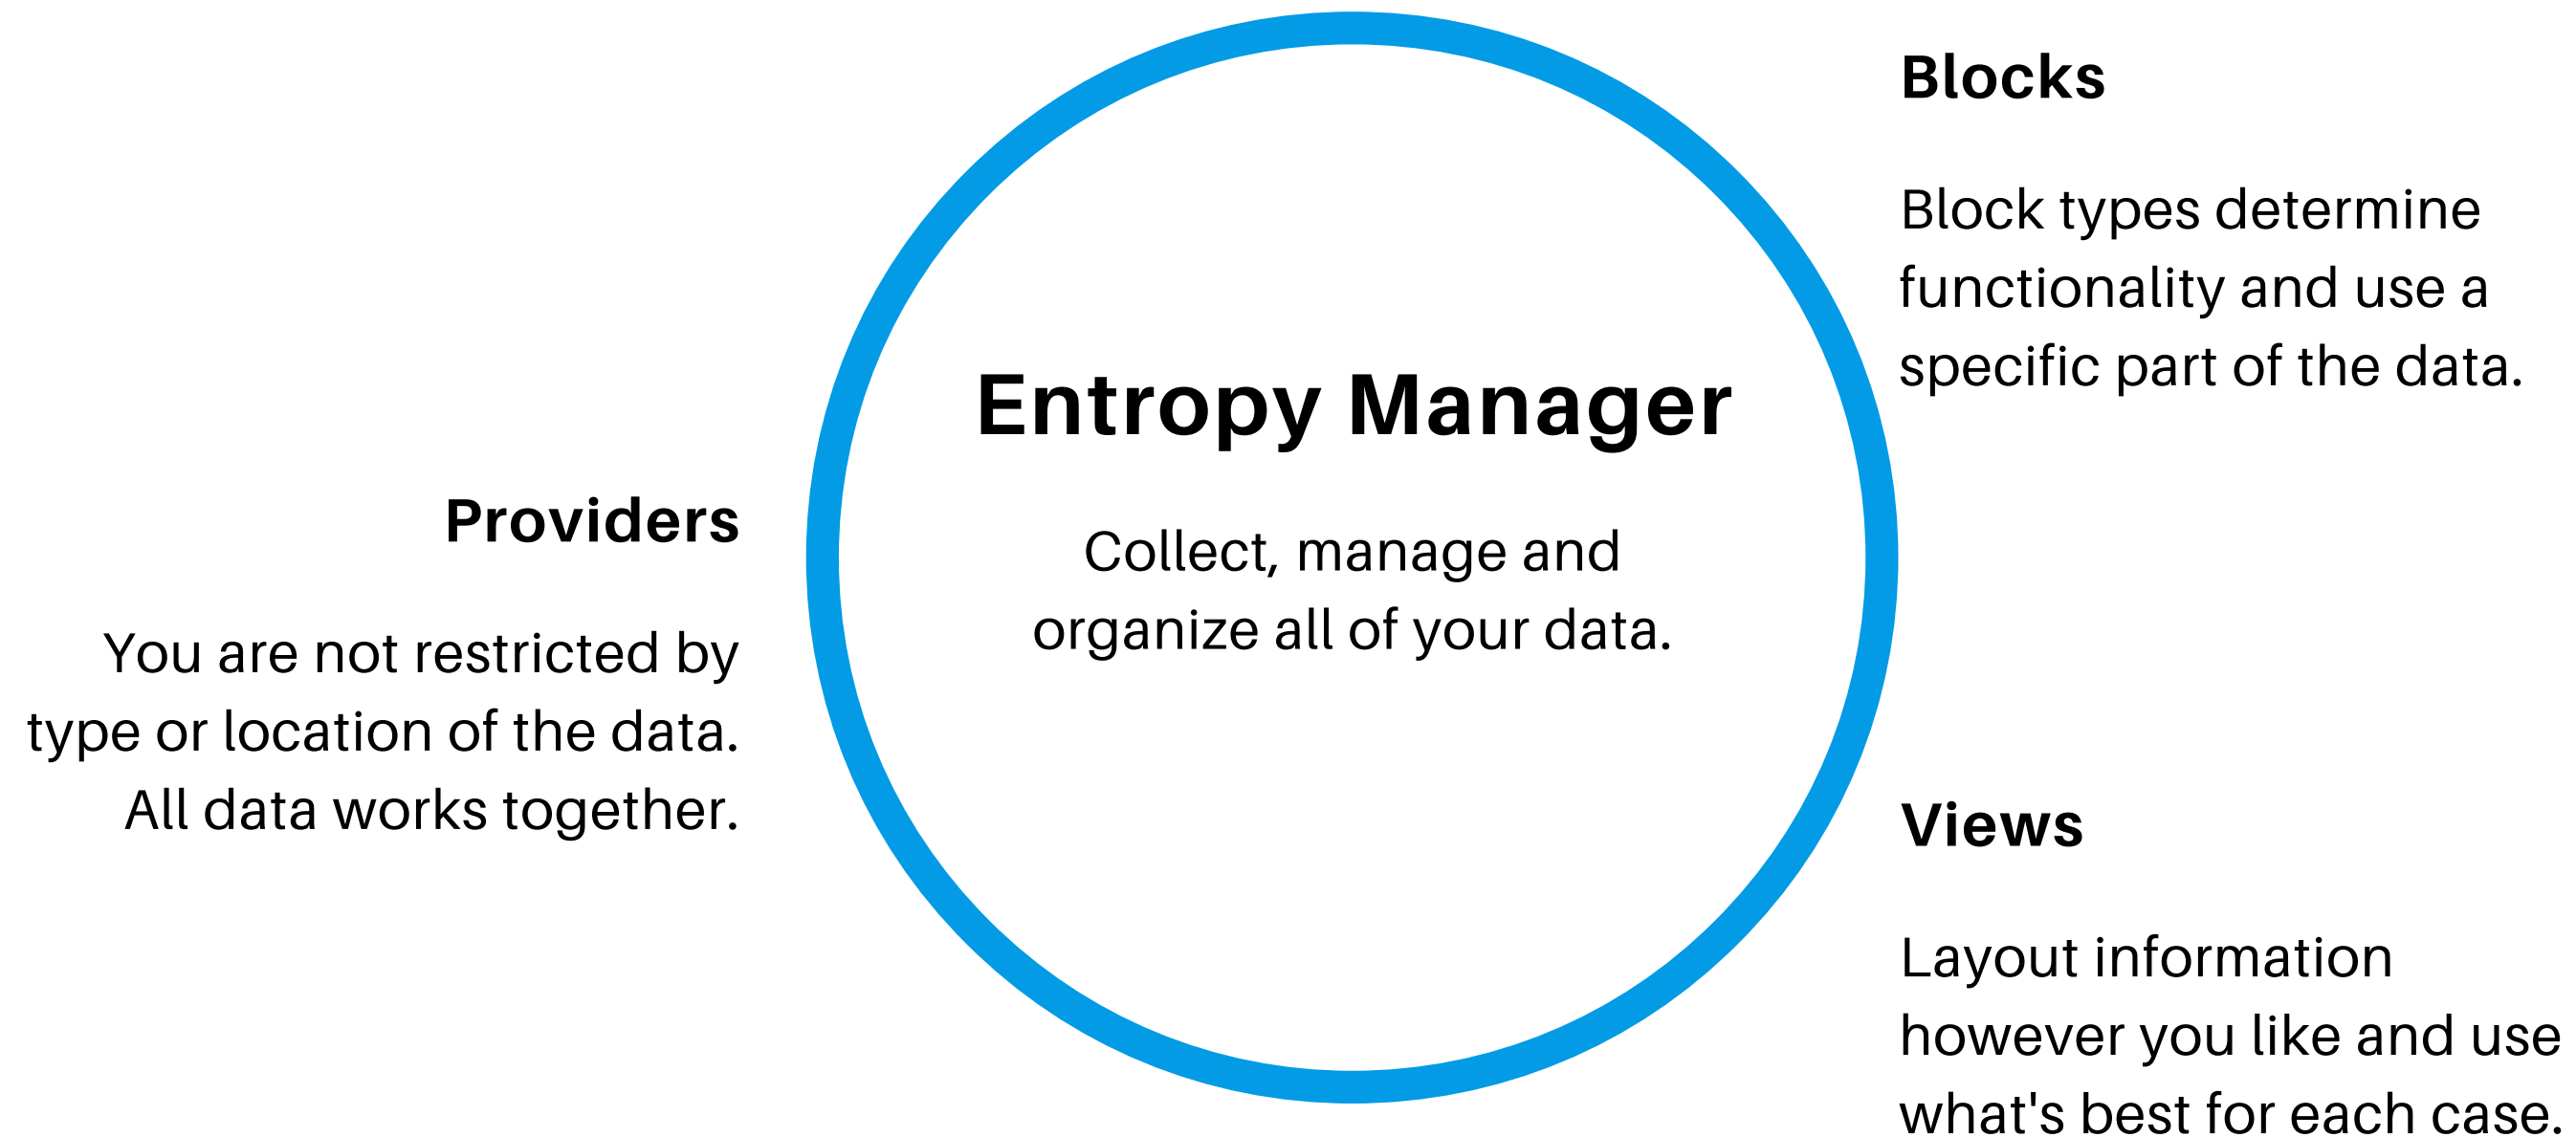 Entropy Manager
Collect, manage and
organize all of your data.
Providers
You are not restricted by
type or location of the data.
All data works together.
Blocks
Block types determine
functionality and use a
specific part of the data.
Views
Layout information
however you like and use
what's best for each case.